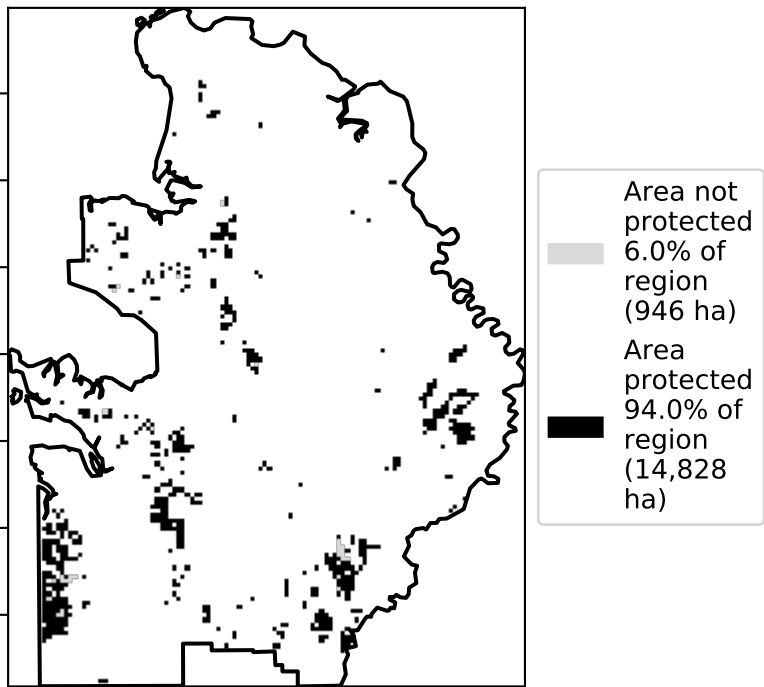 Area not
protected
6.0% of
region
(946 ha)
Area
protected
94.0% of
region
(14,828
ha)